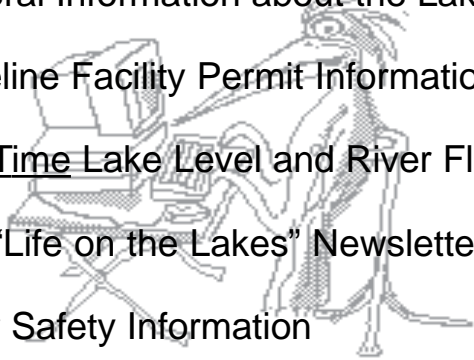 ral Information about the Lak
eline Facility Permit Informatio
Time Lake Level and River Fl
"Life on the Lakes" Newslette
Safety Information